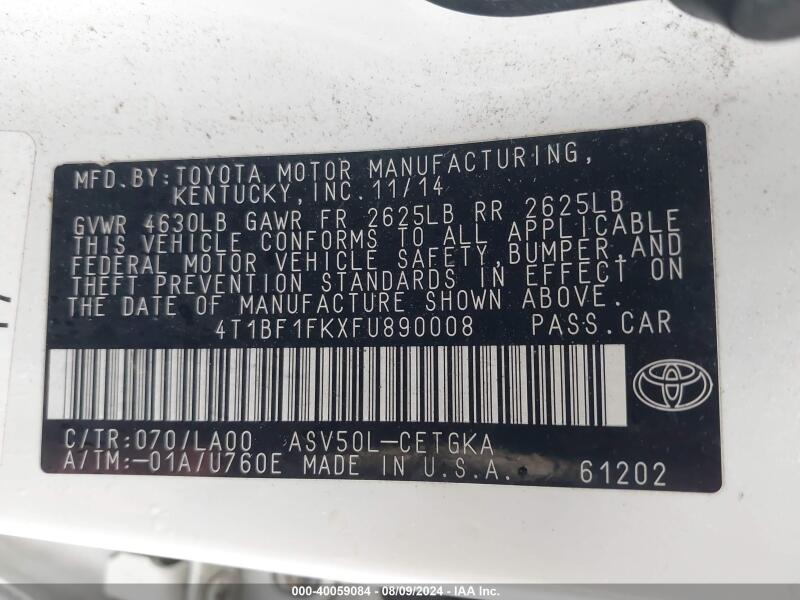 MFD.BY:TOYOTA MOTOR MANUFACTURING,
KENTUCKY,INC.11/14
GVWR 4630LB GAWR FR 2625LB RR 2625LB
THIS VEHICLE CONFORMS TO ALL APPLICABLE
FEDERAL MOTOR VEHICLE SAFETY,BUMPER,AND
THEFT PREVENTION STANDARDS IN EFFECT ON
THE DATE OF MANUFACTURE SHOWN ABOVE.
4T1BF1FKXFU890008 PASS.CAR
C/TR:070/LA00 ASV50L-CETGKA
A/TM:-01A/U760E MADE IN U.S.A. 61202
000-40059084 - 08/09/2024 - IAA Inc.